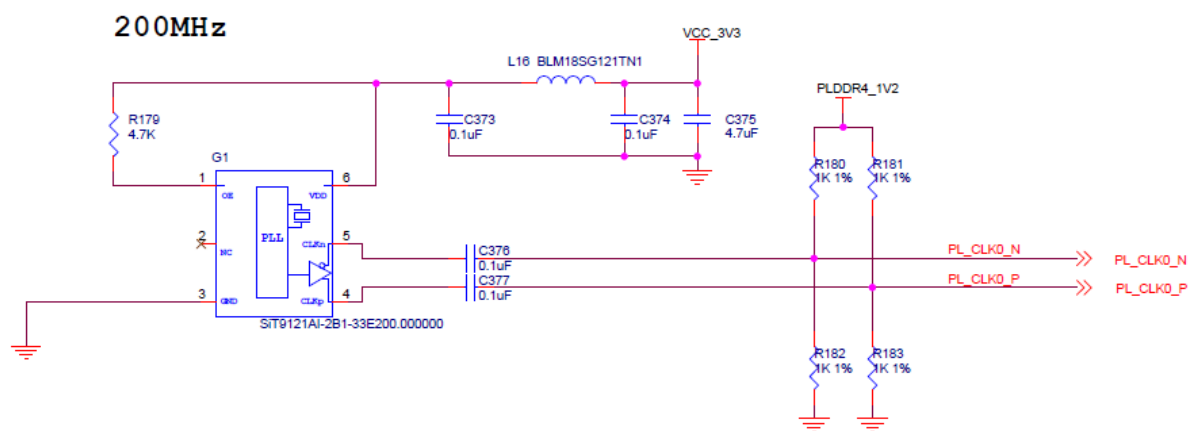 200MHz
VCC_3V3
L16 BLM18SG121TN1
PLDDR4_1V2
R179
4.7K
C373
0.1uF
C374
0.1uF
C375
4.7uF
G1
R180
1K 1%
R181
1K 1%
1
OE
VDD
6
PLL
2
NC
CLKn
5
C376
0.1uF
PL_CLK0_N
PL_CLK0_N
3
GND
CLKp
4
C377
0.1uF
PL_CLK0_P
PL_CLK0_P
SiT9121AI-2B1-33E200.000000
R182
1K 1%
R183
1K 1%